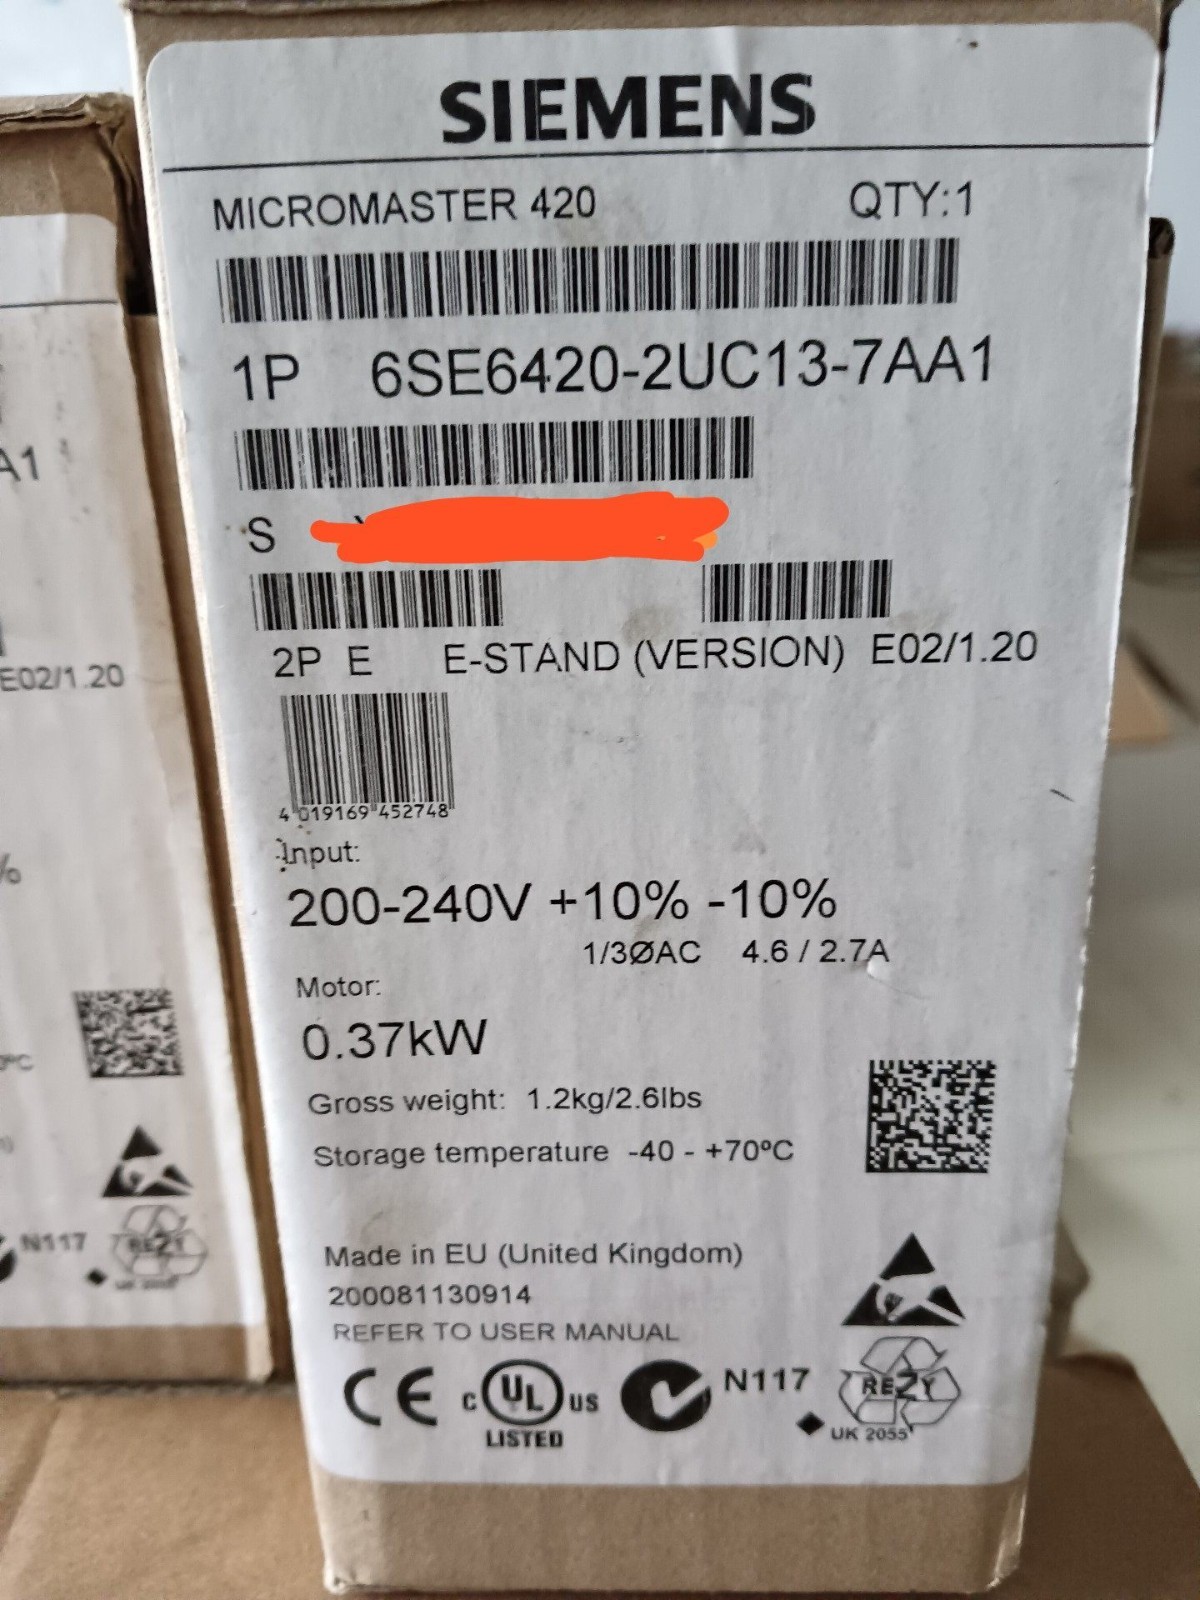 SIEMENS
MICROMASTER 420 QTY:1
1P 6SE6420-2UC13-7AA1
S
2P E E-STAND (VERSION) E02/1.20
4 019169 452748
Input:
200-240V +10% -10%
1/3ØAC 4.6 / 2.7A
Motor:
0.37kW
Gross weight: 1.2kg/2.6lbs
Storage temperature -40 - +70ºC
Made in EU (United Kingdom)
200081130914
REFER TO USER MANUAL
CE C UL US LISTED N117 RE2Y
UK 2055
A1
E02/1.20
%
ºC
N117 RE2Y